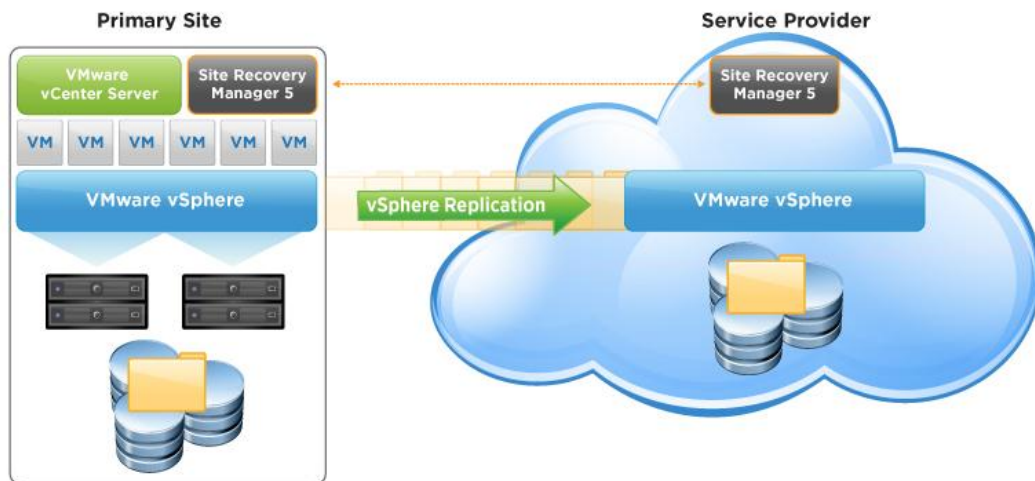 Primary Site
Service Provider
VMware
vCenter Server
Site Recovery
Manager 5
Site Recovery
Manager 5
VM VM VM VM VM VM
VMware vSphere
vSphere Replication
VMware vSphere